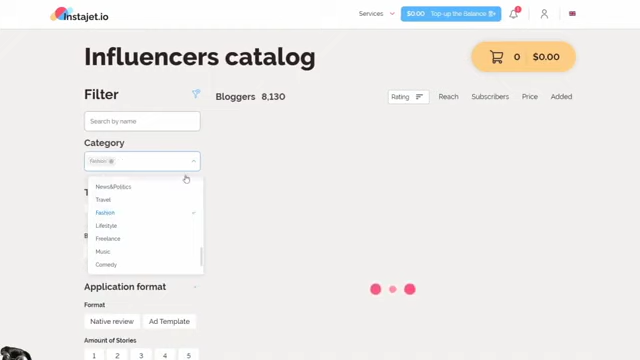 Instajet.io
Services
$0.00 Top-up the balance
1
Influencers catalog
0 $0.00
Filter
Bloggers 8,130
Rating
Reach
Subscribers
Price
Added
Search by name
Category
Fashion
News&Politics
Travel
Fashion
Lifestyle
Freelance
Music
Comedy
Application format
Format
Native review
Ad Template
Amount of Stories
1 2 3 4 5